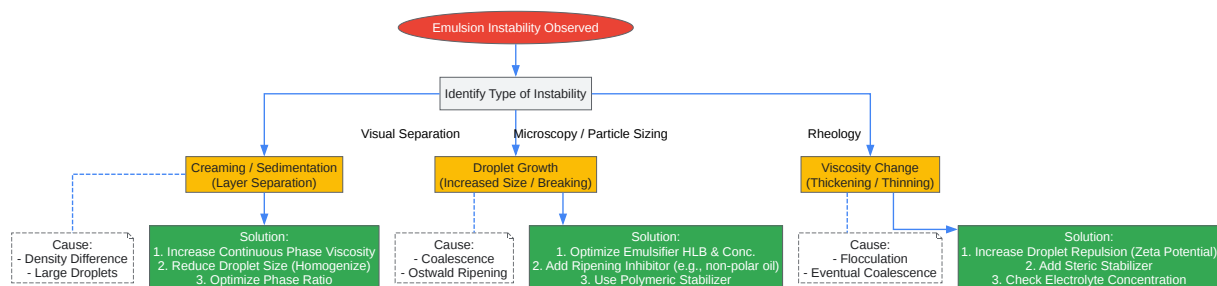 Emulsion Instability Observed
Identify Type of Instability
Visual Separation
Microscopy / Particle Sizing
Rheology
Creaming / Sedimentation
(Layer Separation)
Droplet Growth
(Increased Size / Breaking)
Viscosity Change
(Thickening / Thinning)
Cause:
- Density Difference
- Large Droplets
Solution:
1. Increase Continuous Phase Viscosity
2. Reduce Droplet Size (Homogenize)
3. Optimize Phase Ratio
Cause:
- Coalescence
- Ostwald Ripening
Solution:
1. Optimize Emulsifier HLB & Conc.
2. Add Ripening Inhibitor (e.g., non-polar oil)
3. Use Polymeric Stabilizer
Cause:
- Flocculation
- Eventual Coalescence
Solution:
1. Increase Droplet Repulsion (Zeta Potential)
2. Add Steric Stabilizer
3. Check Electrolyte Concentration